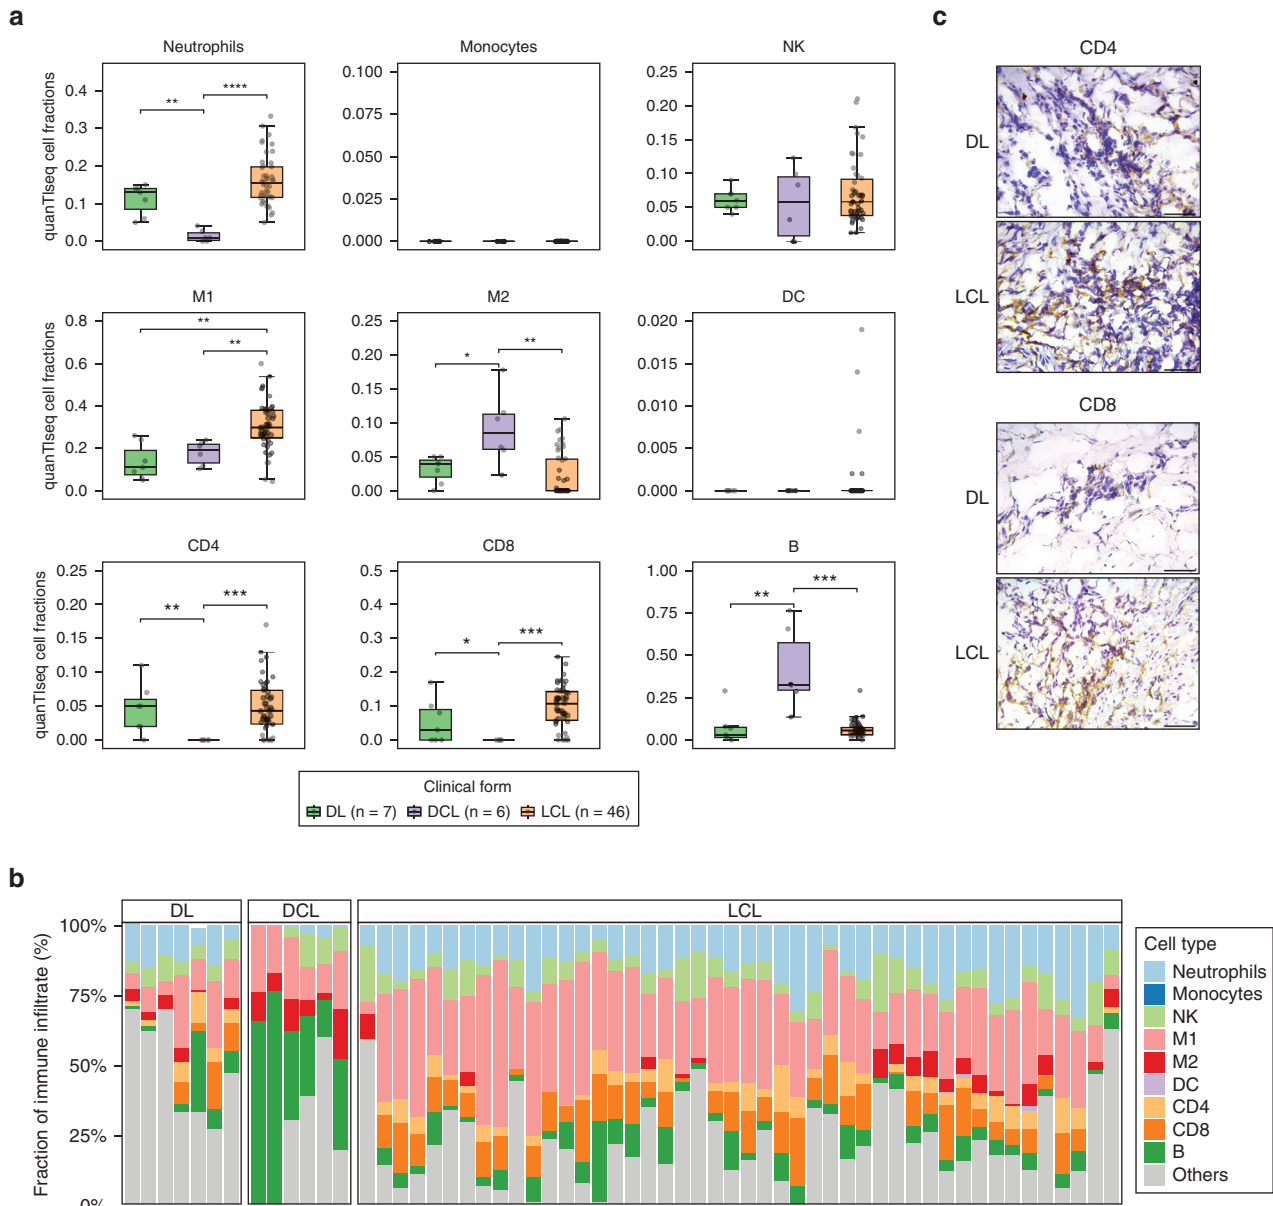 a
c
Neutrophils
Monocytes
NK
CD4
quanTIseq cell fractions
0.4
0.3
0.2
0.1
0.0
**
****
0.100
0.075
0.050
0.025
0.000
0.25
0.20
0.15
0.10
0.05
0.00
DL
LCL
M1
M2
DC
quanTIseq cell fractions
0.8
0.6
0.4
0.2
0.0
**
**
0.25
0.20
0.15
0.10
0.05
0.00
*
**
0.020
0.015
0.010
0.005
0.000
CD8
DL
LCL
CD4
CD8
B
quanTIseq cell fractions
0.25
0.20
0.15
0.10
0.05
0.00
**
***
0.5
0.4
0.3
0.2
0.1
0.0
*
***
1.00
0.75
0.50
0.25
0.00
**
***
Clinical form
DL (n = 7) DCL (n = 6) LCL (n = 46)
b
DL DCL LCL
Fraction of immune infiltrate (%)
100%
75%
50%
25%
0%
Cell type
Neutrophils
Monocytes
NK
M1
M2
DC
CD4
CD8
B
Others